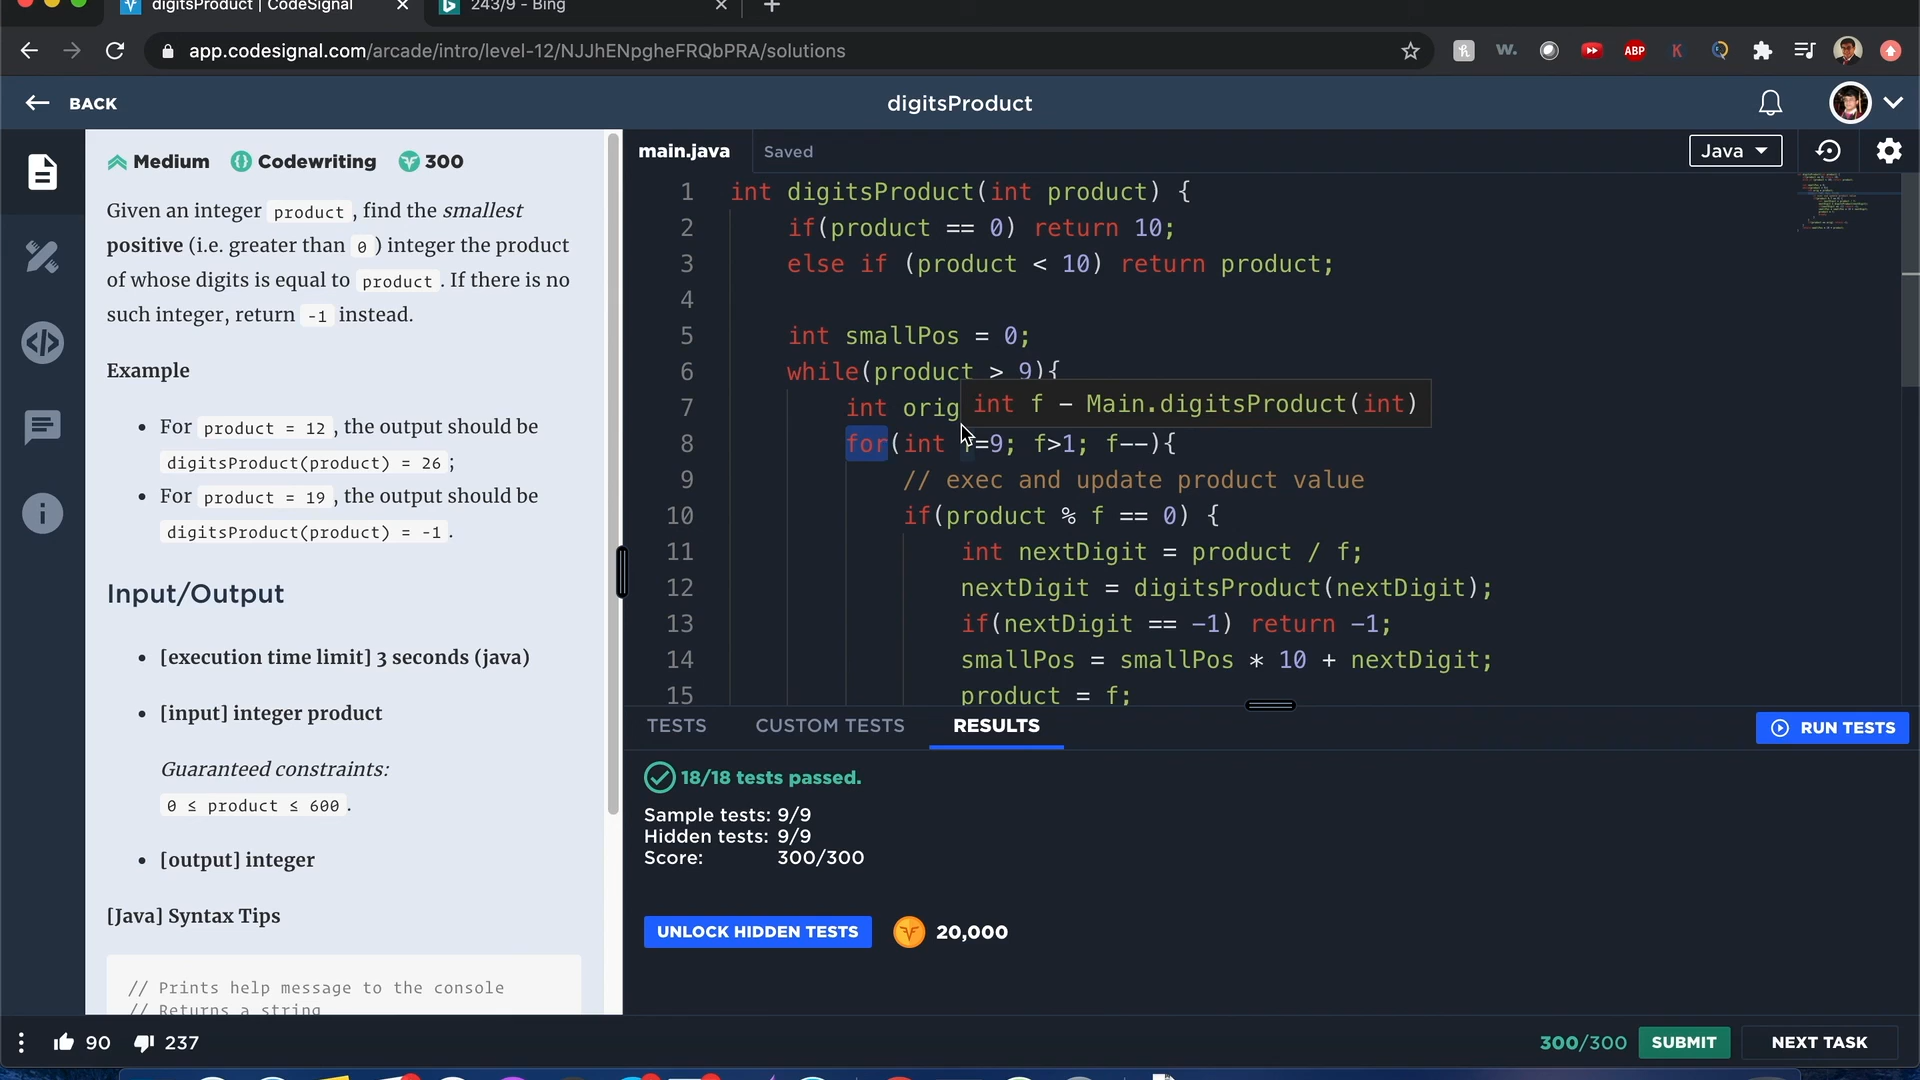 digitsProduct | CodeSignal
243/9 - Bing
app.codesignal.com/arcade/intro/level-12/NJJhENpgheFRQbPRA/solutions
ABP
BACK
digitsProduct
Medium Codewriting 300
main.java Saved
Java
Given an integer product, find the smallest
positive (i.e. greater than 0) integer the product
of whose digits is equal to product. If there is no
such integer, return -1 instead.
Example
• For product = 12, the output should be
digitsProduct(product) = 26;
• For product = 19, the output should be
digitsProduct(product) = -1.
Input/Output
• [execution time limit] 3 seconds (java)
• [input] integer product
Guaranteed constraints:
0 ≤ product ≤ 600.
• [output] integer
[Java] Syntax Tips
// Prints help message to the console
// Returns a string
1 int digitsProduct(int product) {
2 if(product == 0) return 10;
3 else if (product < 10) return product;
4
5 int smallPos = 0;
6 while(product > 9){
7 int orig
int f - Main.digitsProduct(int)
8 for(int f=9; f>1; f--){
9 // exec and update product value
10 if(product % f == 0) {
11 int nextDigit = product / f;
12 nextDigit = digitsProduct(nextDigit);
13 if(nextDigit == -1) return -1;
14 smallPos = smallPos * 10 + nextDigit;
15 product = f;
TESTS CUSTOM TESTS RESULTS
RUN TESTS
18/18 tests passed.
Sample tests: 9/9
Hidden tests: 9/9
Score: 300/300
UNLOCK HIDDEN TESTS 20,000
90 237
300/300 SUBMIT NEXT TASK